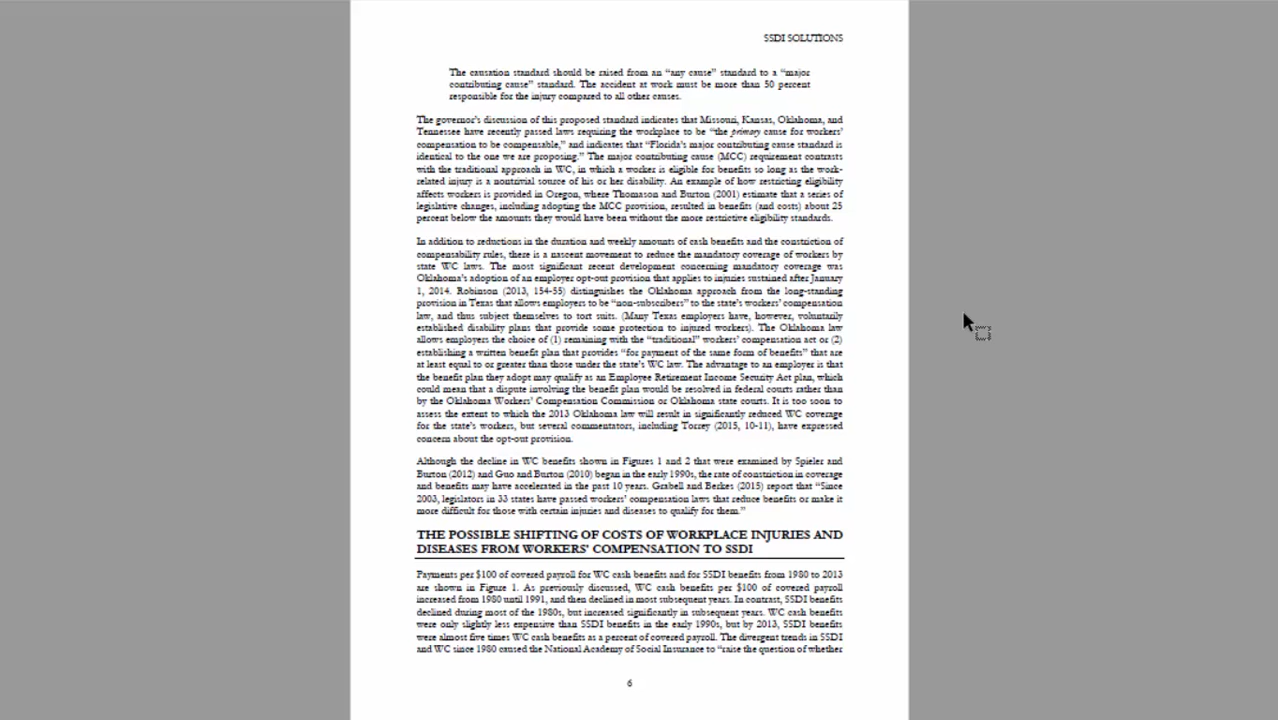 SSDI SOLUTIONS
The causation standard should be raised from an “any cause” standard to a “major
contributing cause” standard. The accident at work must be more than 50 percent
responsible for the injury compared to all other causes.
The governor’s discussion of this proposed standard indicates that Missouri, Kansas, Oklahoma, and
Tennessee have recently passed laws requiring the workplace to be “the primary cause for workers’
compensation to be compensable,” and indicates that “Florida’s major contributing cause standard is
identical to the one we are proposing.” The major contributing cause (MCC) requirement contrasts
with the traditional approach in WC, in which a worker is eligible for benefits so long as the work-
related injury is a nontrivial source of his or her disability. An example of how restricting eligibility
affects workers is provided in Oregon, where Thomason and Burton (2001) estimate that a series of
legislative changes, including adopting the MCC provision, resulted in benefits (and costs) about 25
percent below the amounts they would have been without the more restrictive eligibility standards.
In addition to reductions in the duration and weekly amounts of cash benefits and the constriction of
compensability rules, there is a nascent movement to reduce the mandatory coverage of workers by
state WC laws. The most significant recent development concerning mandatory coverage was
Oklahoma’s adoption of an employer opt-out provision that applies to injuries sustained after January
1, 2014. Robinson (2013, 154-55) distinguishes the Oklahoma approach from the long-standing
provision in Texas that allows employers to be “non-subscribers” to the state’s workers’ compensation
law, and thus subject themselves to tort suits. (Many Texas employers have, however, voluntarily
established disability plans that provide some protection to injured workers). The Oklahoma law
allows employers the choice of (1) remaining with the “traditional” workers’ compensation act or (2)
establishing a written benefit plan that provides “for payment of the same form of benefits” that are
at least equal to or greater than those under the state’s WC law. The advantage to an employer is that
the benefit plan they adopt may qualify as an Employee Retirement Income Security Act plan, which
could mean that a dispute involving the benefit plan would be resolved in federal courts rather than
by the Oklahoma Workers’ Compensation Commission or Oklahoma state courts. It is too soon to
assess the extent to which the 2013 Oklahoma law will result in significantly reduced WC coverage
for the state’s workers, but several commentators, including Torrey (2015, 10-11), have expressed
concern about the opt-out provision.
Although the decline in WC benefits shown in Figures 1 and 2 that were examined by Spieler and
Burton (2012) and Guo and Burton (2010) began in the early 1990s, the rate of constriction in coverage
and benefits may have accelerated in the past 10 years. Grabell and Berkes (2015) report that “Since
2003, legislators in 33 states have passed workers’ compensation laws that reduce benefits or make it
more difficult for those with certain injuries and diseases to qualify for them.”
THE POSSIBLE SHIFTING OF COSTS OF WORKPLACE INJURIES AND
DISEASES FROM WORKERS’ COMPENSATION TO SSDI
Payments per $100 of covered payroll for WC cash benefits and for SSDI benefits from 1980 to 2013
are shown in Figure 1. As previously discussed, WC cash benefits per $100 of covered payroll
increased from 1980 until 1991, and then declined in most subsequent years. In contrast, SSDI benefits
declined during most of the 1980s, but increased significantly in subsequent years. WC cash benefits
were only slightly less expensive than SSDI benefits in the early 1990s, but by 2013, SSDI benefits
were almost five times WC cash benefits as a percent of covered payroll. The divergent trends in SSDI
and WC since 1980 caused the National Academy of Social Insurance to “raise the question of whether
6